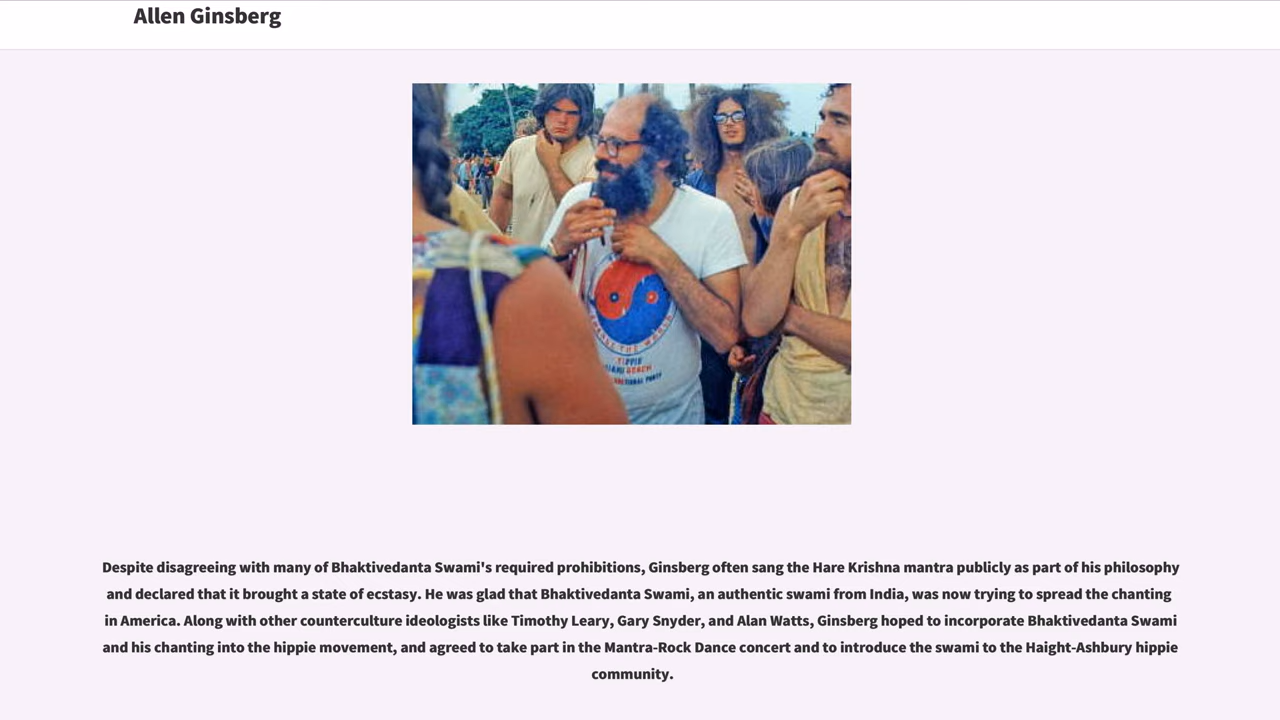 Allen Ginsberg
YIPPIE
Despite disagreeing with many of Bhaktivedanta Swami's required prohibitions, Ginsberg often sang the Hare Krishna mantra publicly as part of his philosophy
and declared that it brought a state of ecstasy. He was glad that Bhaktivedanta Swami, an authentic swami from India, was now trying to spread the chanting
in America. Along with other counterculture ideologists like Timothy Leary, Gary Snyder, and Alan Watts, Ginsberg hoped to incorporate Bhaktivedanta Swami
and his chanting into the hippie movement, and agreed to take part in the Mantra-Rock Dance concert and to introduce the swami to the Haight-Ashbury hippie
community.